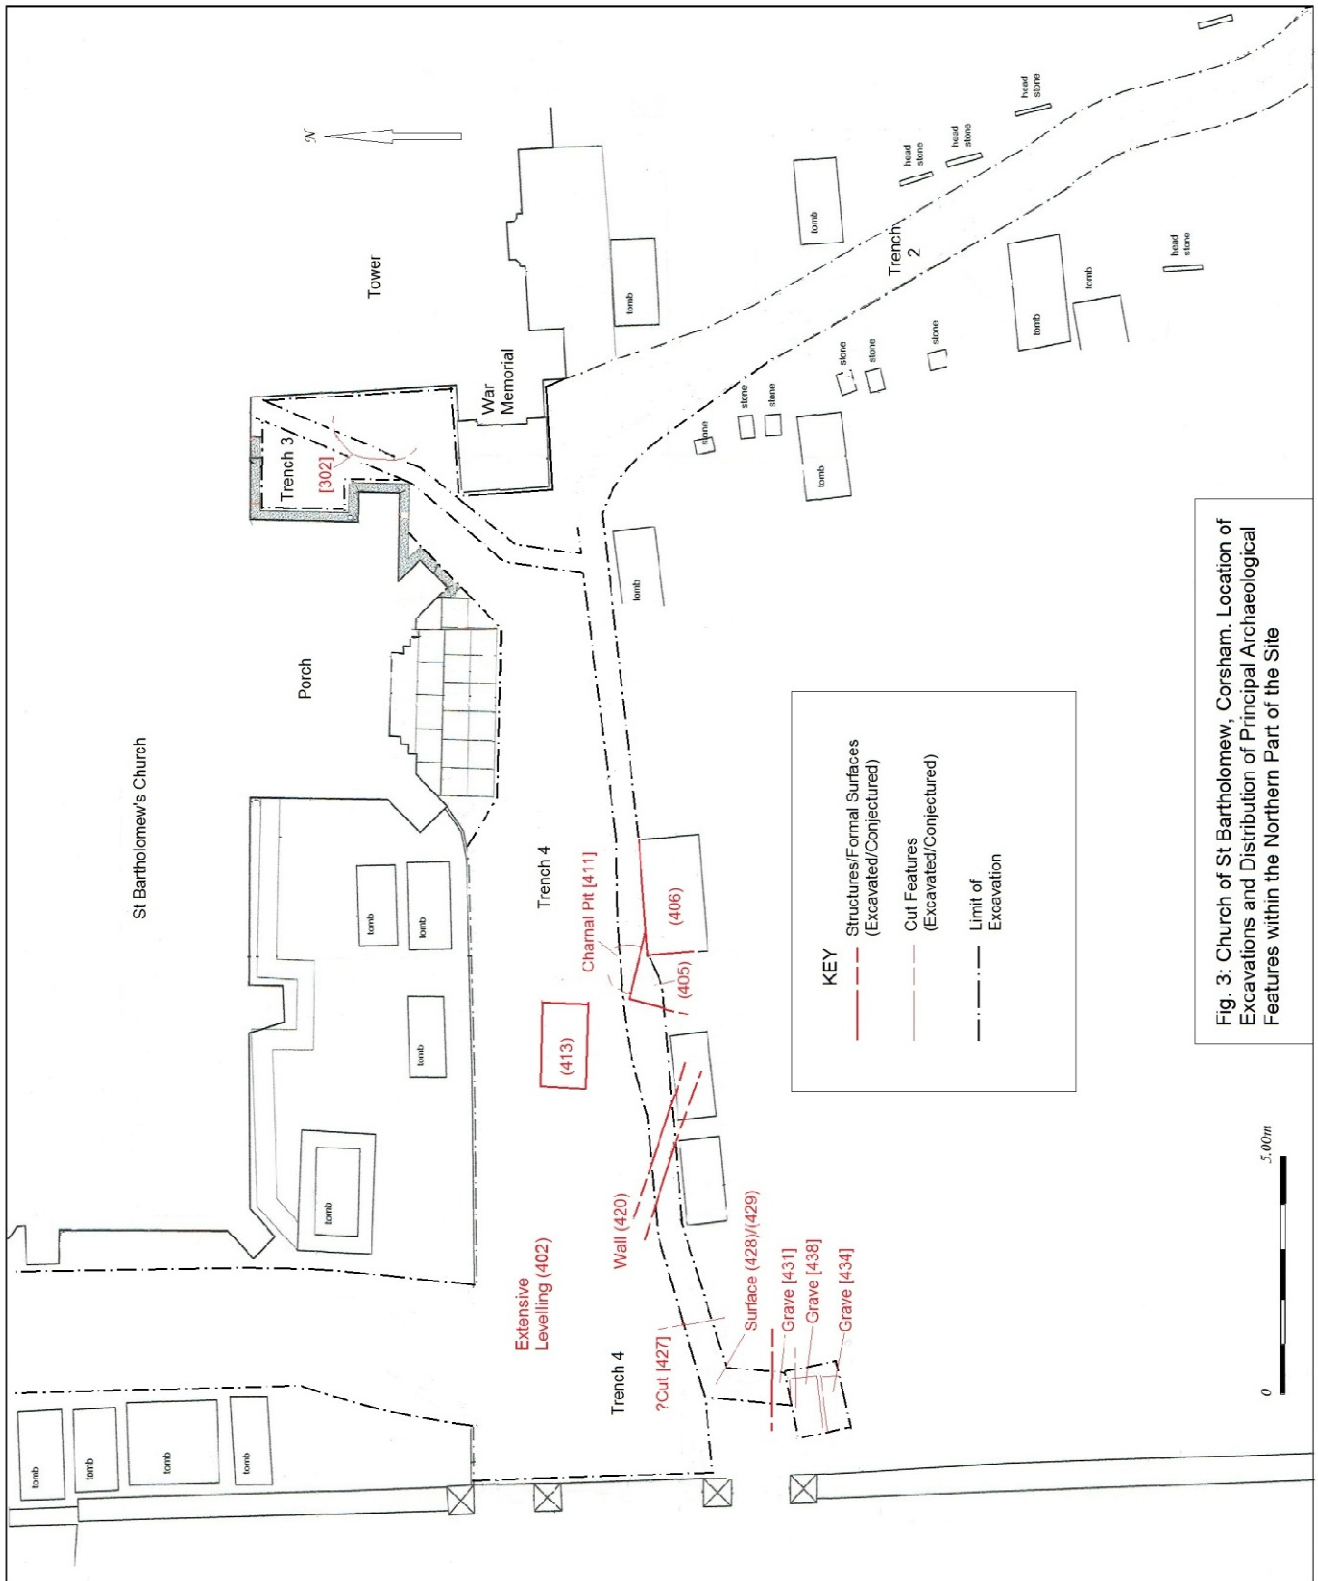 tomb
tomb
tomb
tomb
St Bartholomew's Church
tomb
Porch
tomb
tomb
tomb
Trench 3
[302]
N
Tower
War
Memorial
Extensive
Levelling (402)
(413)
Trench 4
Charnal Pit [411]
Trench 4
Wall (420)
?Cut [427]
(405)
(406)
tomb
tomb
stone
stone
stone
Surface (428)/(429)
Grave [431]
Grave [438]
Grave [434]
tomb
tomb
stone
stone
stone
Trench
2
head
stone
head
stone
head
stone
tomb
tomb
head
stone
KEY
Structures/Formal Surfaces
(Excavated/Conjectured)
Cut Features
(Excavated/Conjectured)
Limit of
Excavation
0
5.00m
Fig. 3: Church of St Bartholomew, Corsham. Location of
Excavations and Distribution of Principal Archaeological
Features within the Northern Part of the Site